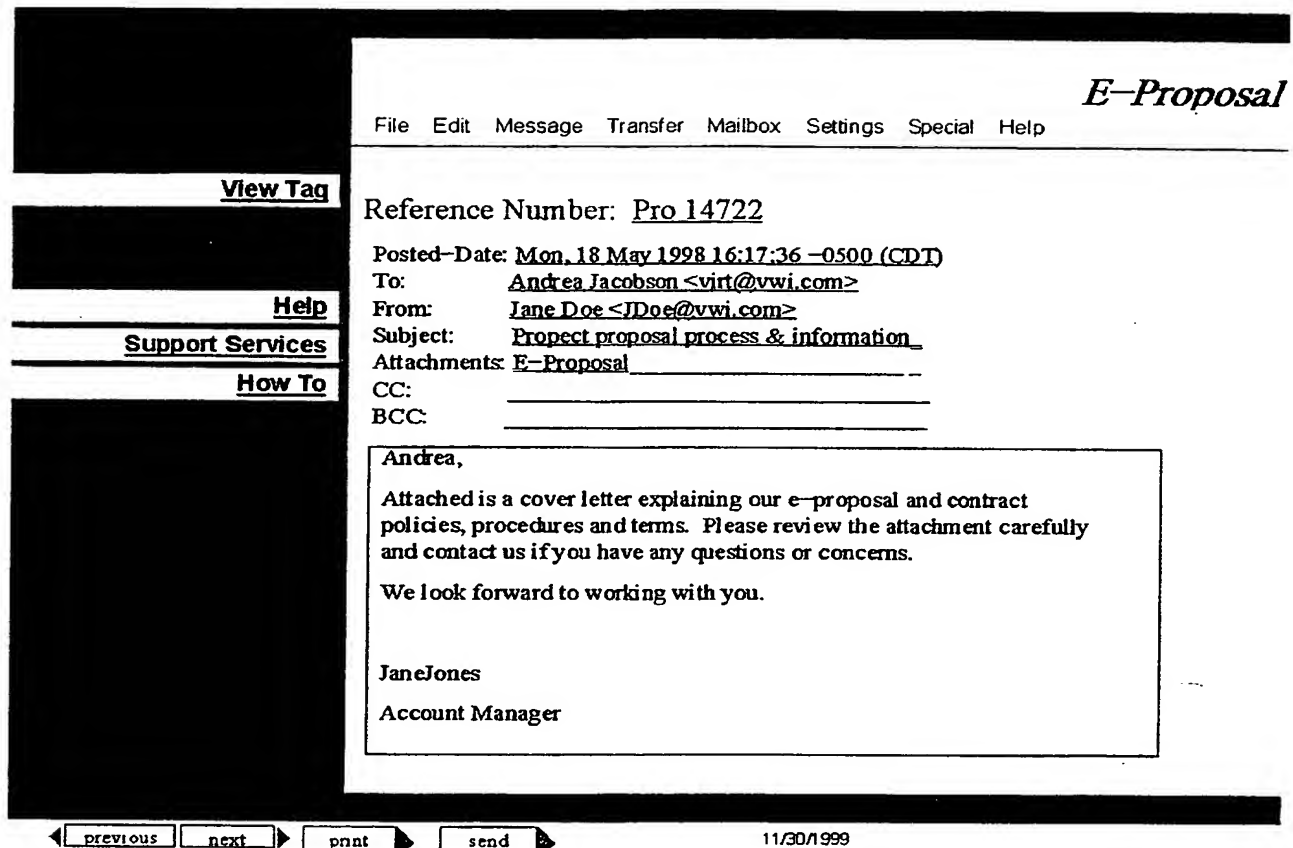 E-Proposal
File Edit Message Transfer Mailbox Settings Special Help
View Tag
Help
Support Services
How To
Reference Number: Pro 14722
Posted-Date: Mon, 18 May 1998 16:17:36 -0500 (CDT)
To: Andrea Jacobson <virt@vwi.com>
From: Jane Doe <JDoe@vwi.com>
Subject: Propect proposal process & information
Attachments: E-Proposal
CC:
BCC:
Andrea,
Attached is a cover letter explaining our e-proposal and contract
policies, procedures and terms. Please review the attachment carefully
and contact us if you have any questions or concerns.
We look forward to working with you.
JaneJones
Account Manager
previous next print send 11/30/1999